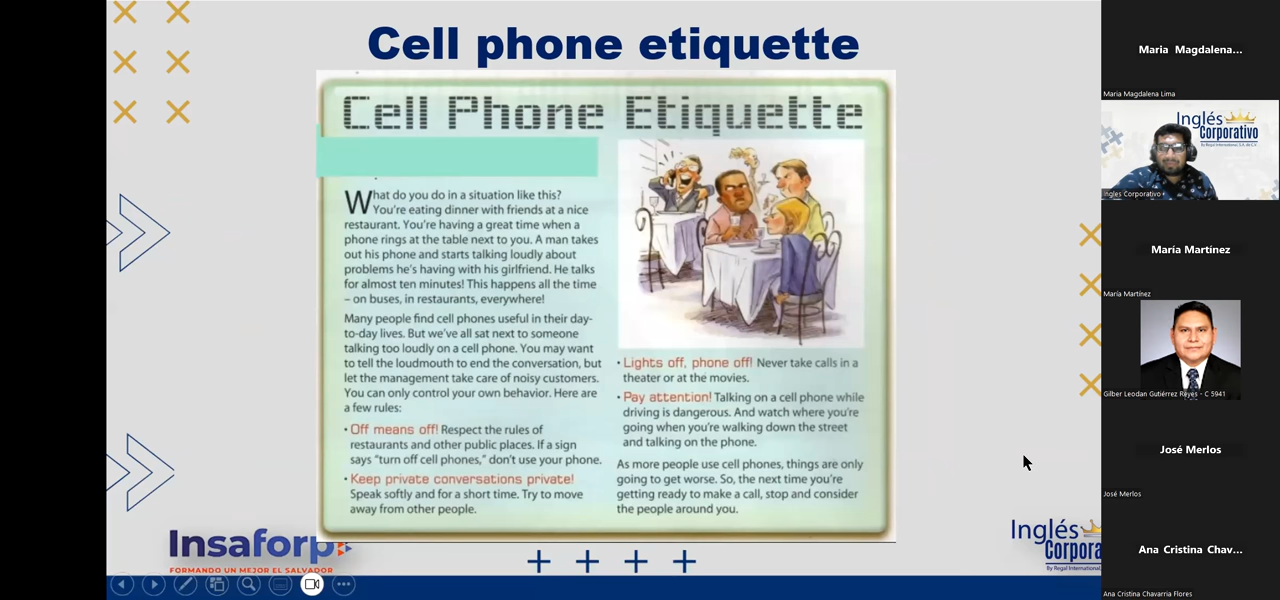 Cell phone etiquette
Cell Phone Etiquette
What do you do in a situation like this?
You're eating dinner with friends at a nice
restaurant. You're having a great time when a
phone rings at the table next to you. A man takes
out his phone and starts talking loudly about
problems he's having with his girlfriend. He talks
for almost ten minutes! This happens all the time
– on buses, in restaurants, everywhere!
Many people find cell phones useful in their day-
to-day lives. But we've all sat next to someone
talking too loudly on a cell phone. You may want
to tell the loudmouth to end the conversation, but
let the management take care of noisy customers.
You can only control your own behavior. Here are
a few rules:
• Off means off! Respect the rules of
restaurants and other public places. If a sign
says "turn off cell phones," don't use your phone.
• Keep private conversations private!
Speak softly and for a short time. Try to move
away from other people.
• Lights off, phone off! Never take calls in a
theater or at the movies.
• Pay attention! Talking on a cell phone while
driving is dangerous. And watch where you're
going when you're walking down the street
and talking on the phone.
As more people use cell phones, things are only
going to get worse. So, the next time you're
getting ready to make a call, stop and consider
the people around you.
Insaforp
FORMANDO UN MEJOR EL SALVADOR
Inglés
Corpora
By Regal International,
Maria Magdalena...
Maria Magdalena Lima
Inglés
Corporativo
By Regal International, S.A. de C.V.
Ingles Corporativo
María Martínez
María Martínez
Gilber Leodan Gutiérrez Reyes - C 5941
José Merlos
José Merlos
Ana Cristina Chav...
Ana Cristina Chavarria Flores